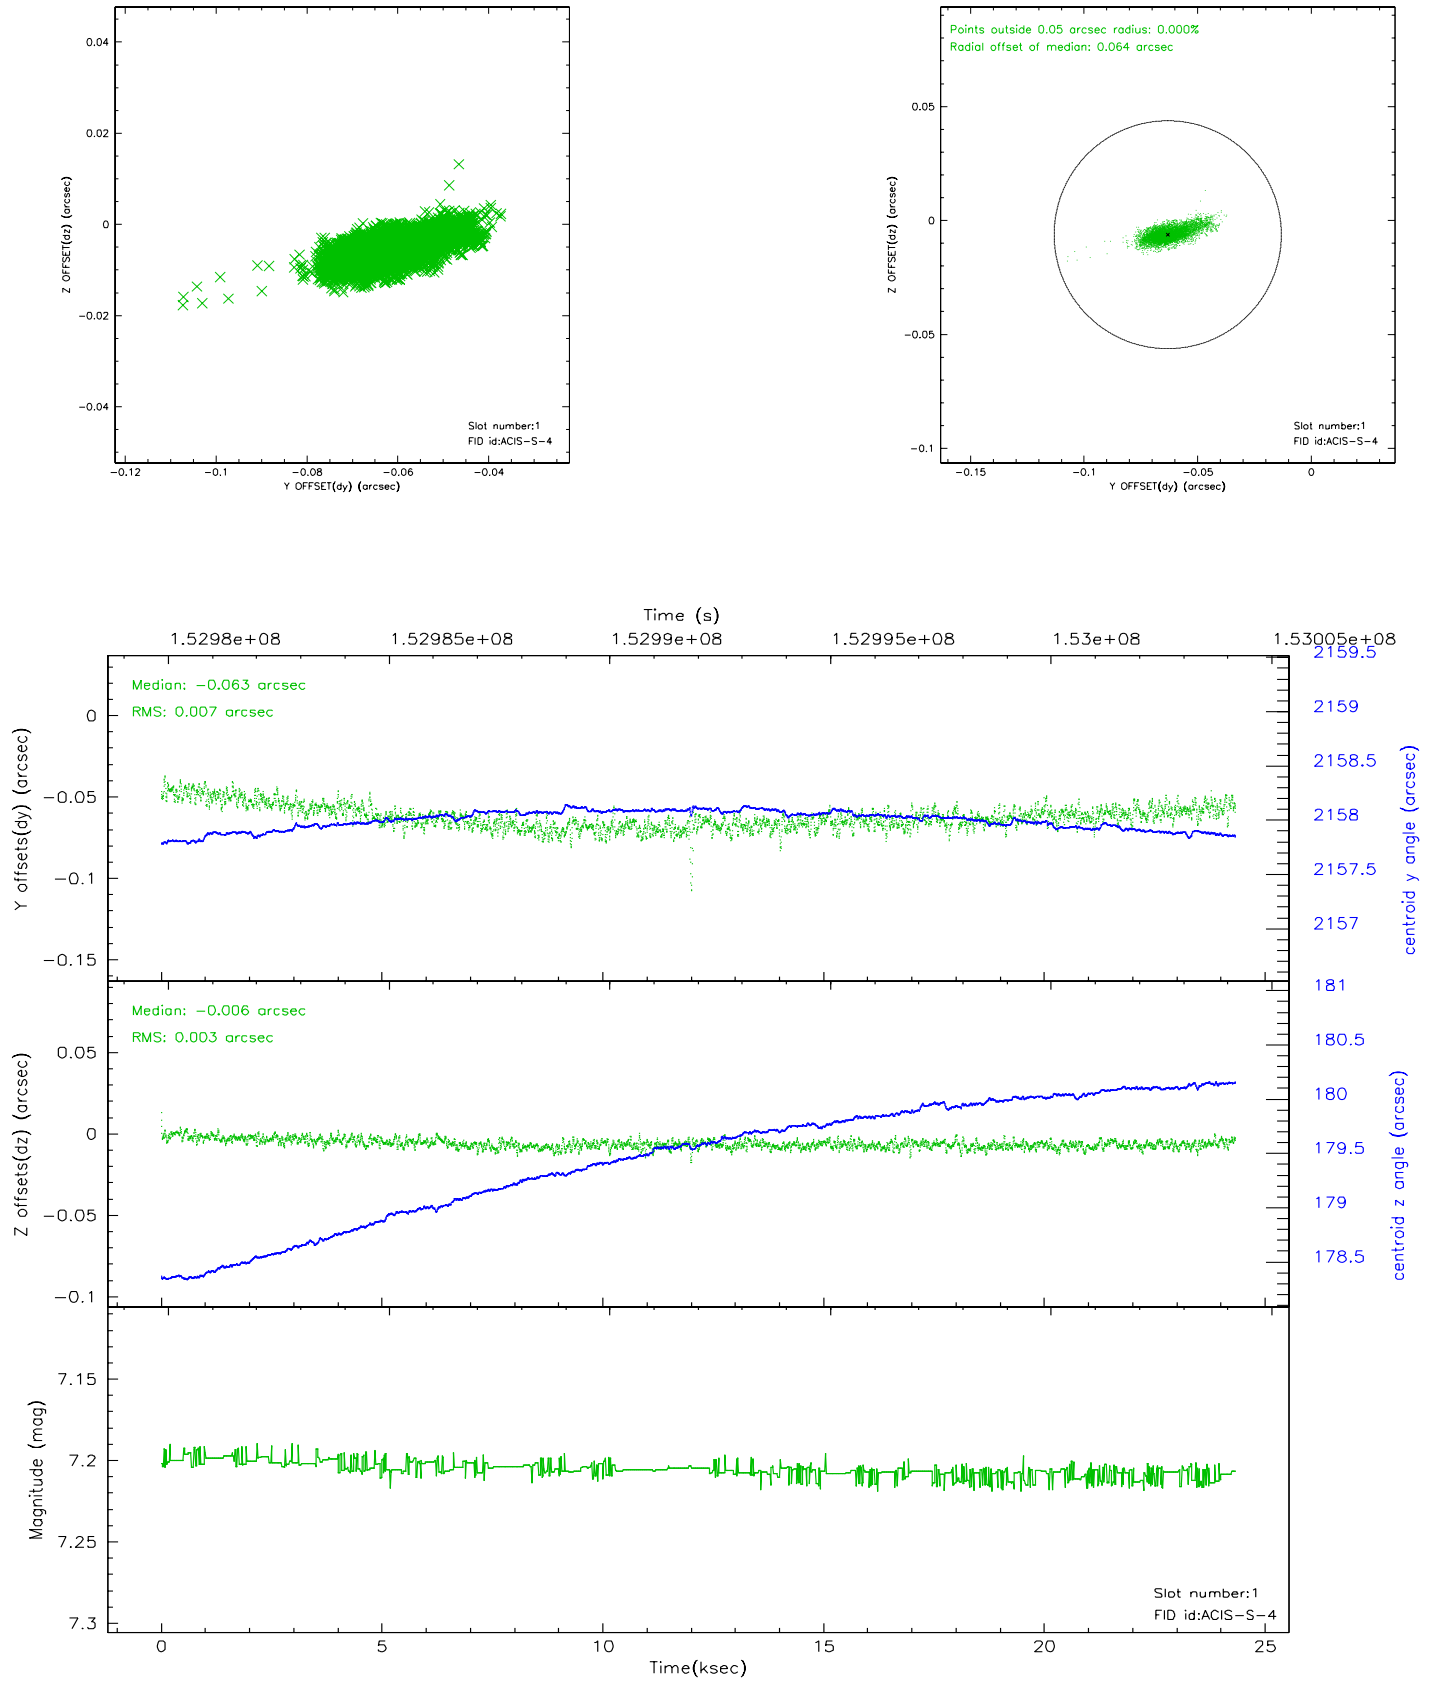 0.04
0.02
0
-0.02
-0.04
Z OFFSET(dz) (arcsec)
Slot number:1
FID id:ACIS-S-4
-0.12 -0.1 -0.08 -0.06 -0.04
Y OFFSET(dy) (arcsec)
Points outside 0.05 arcsec radius: 0.000%
Radial offset of median: 0.064 arcsec
0.05
0
-0.05
-0.1
Z OFFSET(dz) (arcsec)
Slot number:1
FID id:ACIS-S-4
-0.15 -0.1 -0.05 0
Y OFFSET(dy) (arcsec)
Time (s)
1.5298e+08 1.52985e+08 1.5299e+08 1.52995e+08 1.53e+08 1.53005e+08
Median: -0.063 arcsec
RMS: 0.007 arcsec
0
-0.05
-0.1
-0.15
Y offsets(dy) (arcsec)
2159.5
2159
2158.5
2158
2157.5
2157
centroid y angle (arcsec)
Median: -0.006 arcsec
RMS: 0.003 arcsec
0.05
0
-0.05
-0.1
Z offsets(dz) (arcsec)
181
180.5
180
179.5
179
178.5
centroid z angle (arcsec)
7.15
7.2
7.25
7.3
Magnitude (mag)
Slot number:1
FID id:ACIS-S-4
0 5 10 15 20 25
Time(ksec)